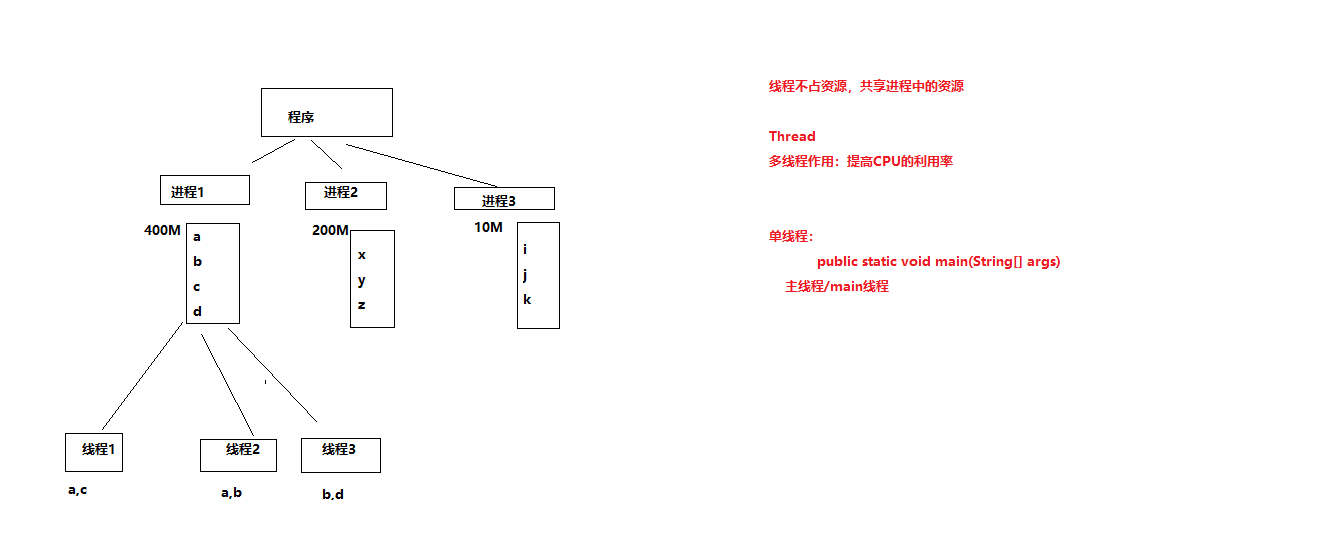 程序
进程1
进程2
进程3
400M
a
b
c
d
200M
x
y
z
10M
i
j
k
线程1
线程2
线程3
a,c
a,b
b,d
线程不占资源，共享进程中的资源
Thread
多线程作用：提高CPU的利用率
单线程：
public static void main(String[] args)
主线程/main线程